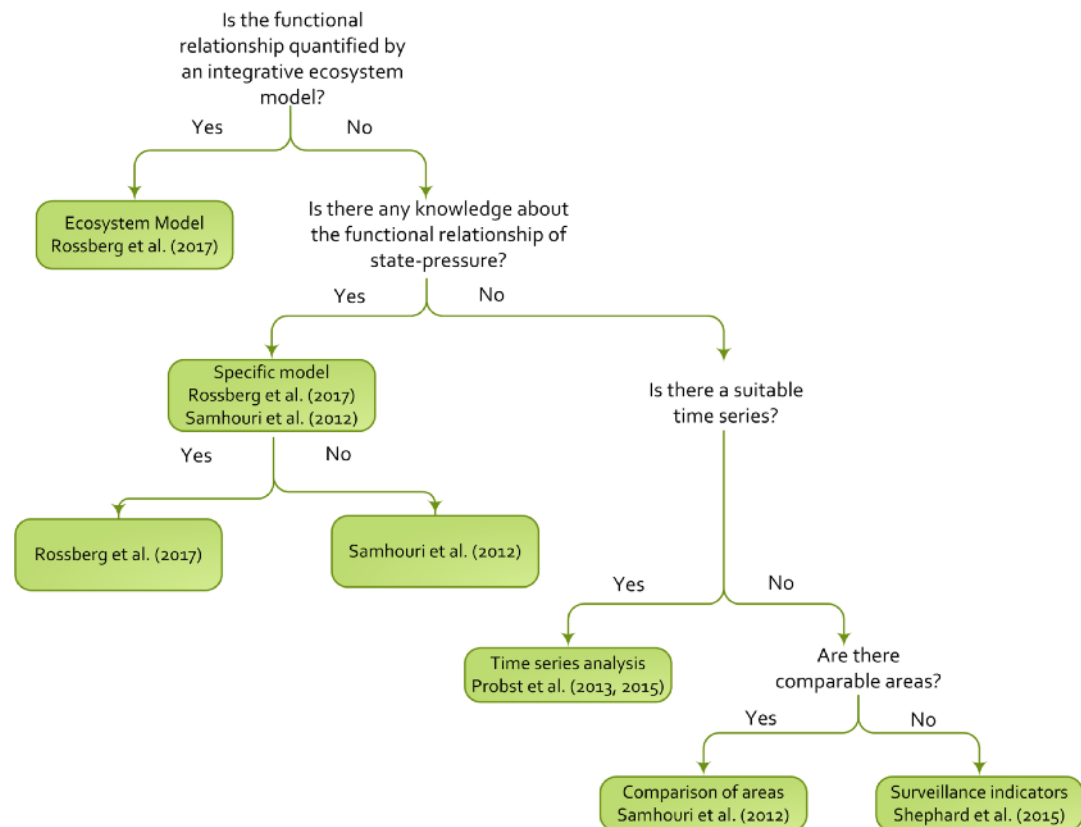 Is the functional
relationship quantified by
an integrative ecosystem
model?
Yes
No
Ecosystem Model
Rossberg et al. (2017)
Is there any knowledge about
the functional relationship of
state-pressure?
Yes
No
Specific model
Rossberg et al. (2017)
Samhouri et al. (2012)
Is there a suitable
time series?
Yes
No
Rossberg et al. (2017)
Samhouri et al. (2012)
Yes
No
Time series analysis
Probst et al. (2013, 2015)
Are there
comparable areas?
Yes
No
Comparison of areas
Samhouri et al. (2012)
Surveillance indicators
Shephard et al. (2015)